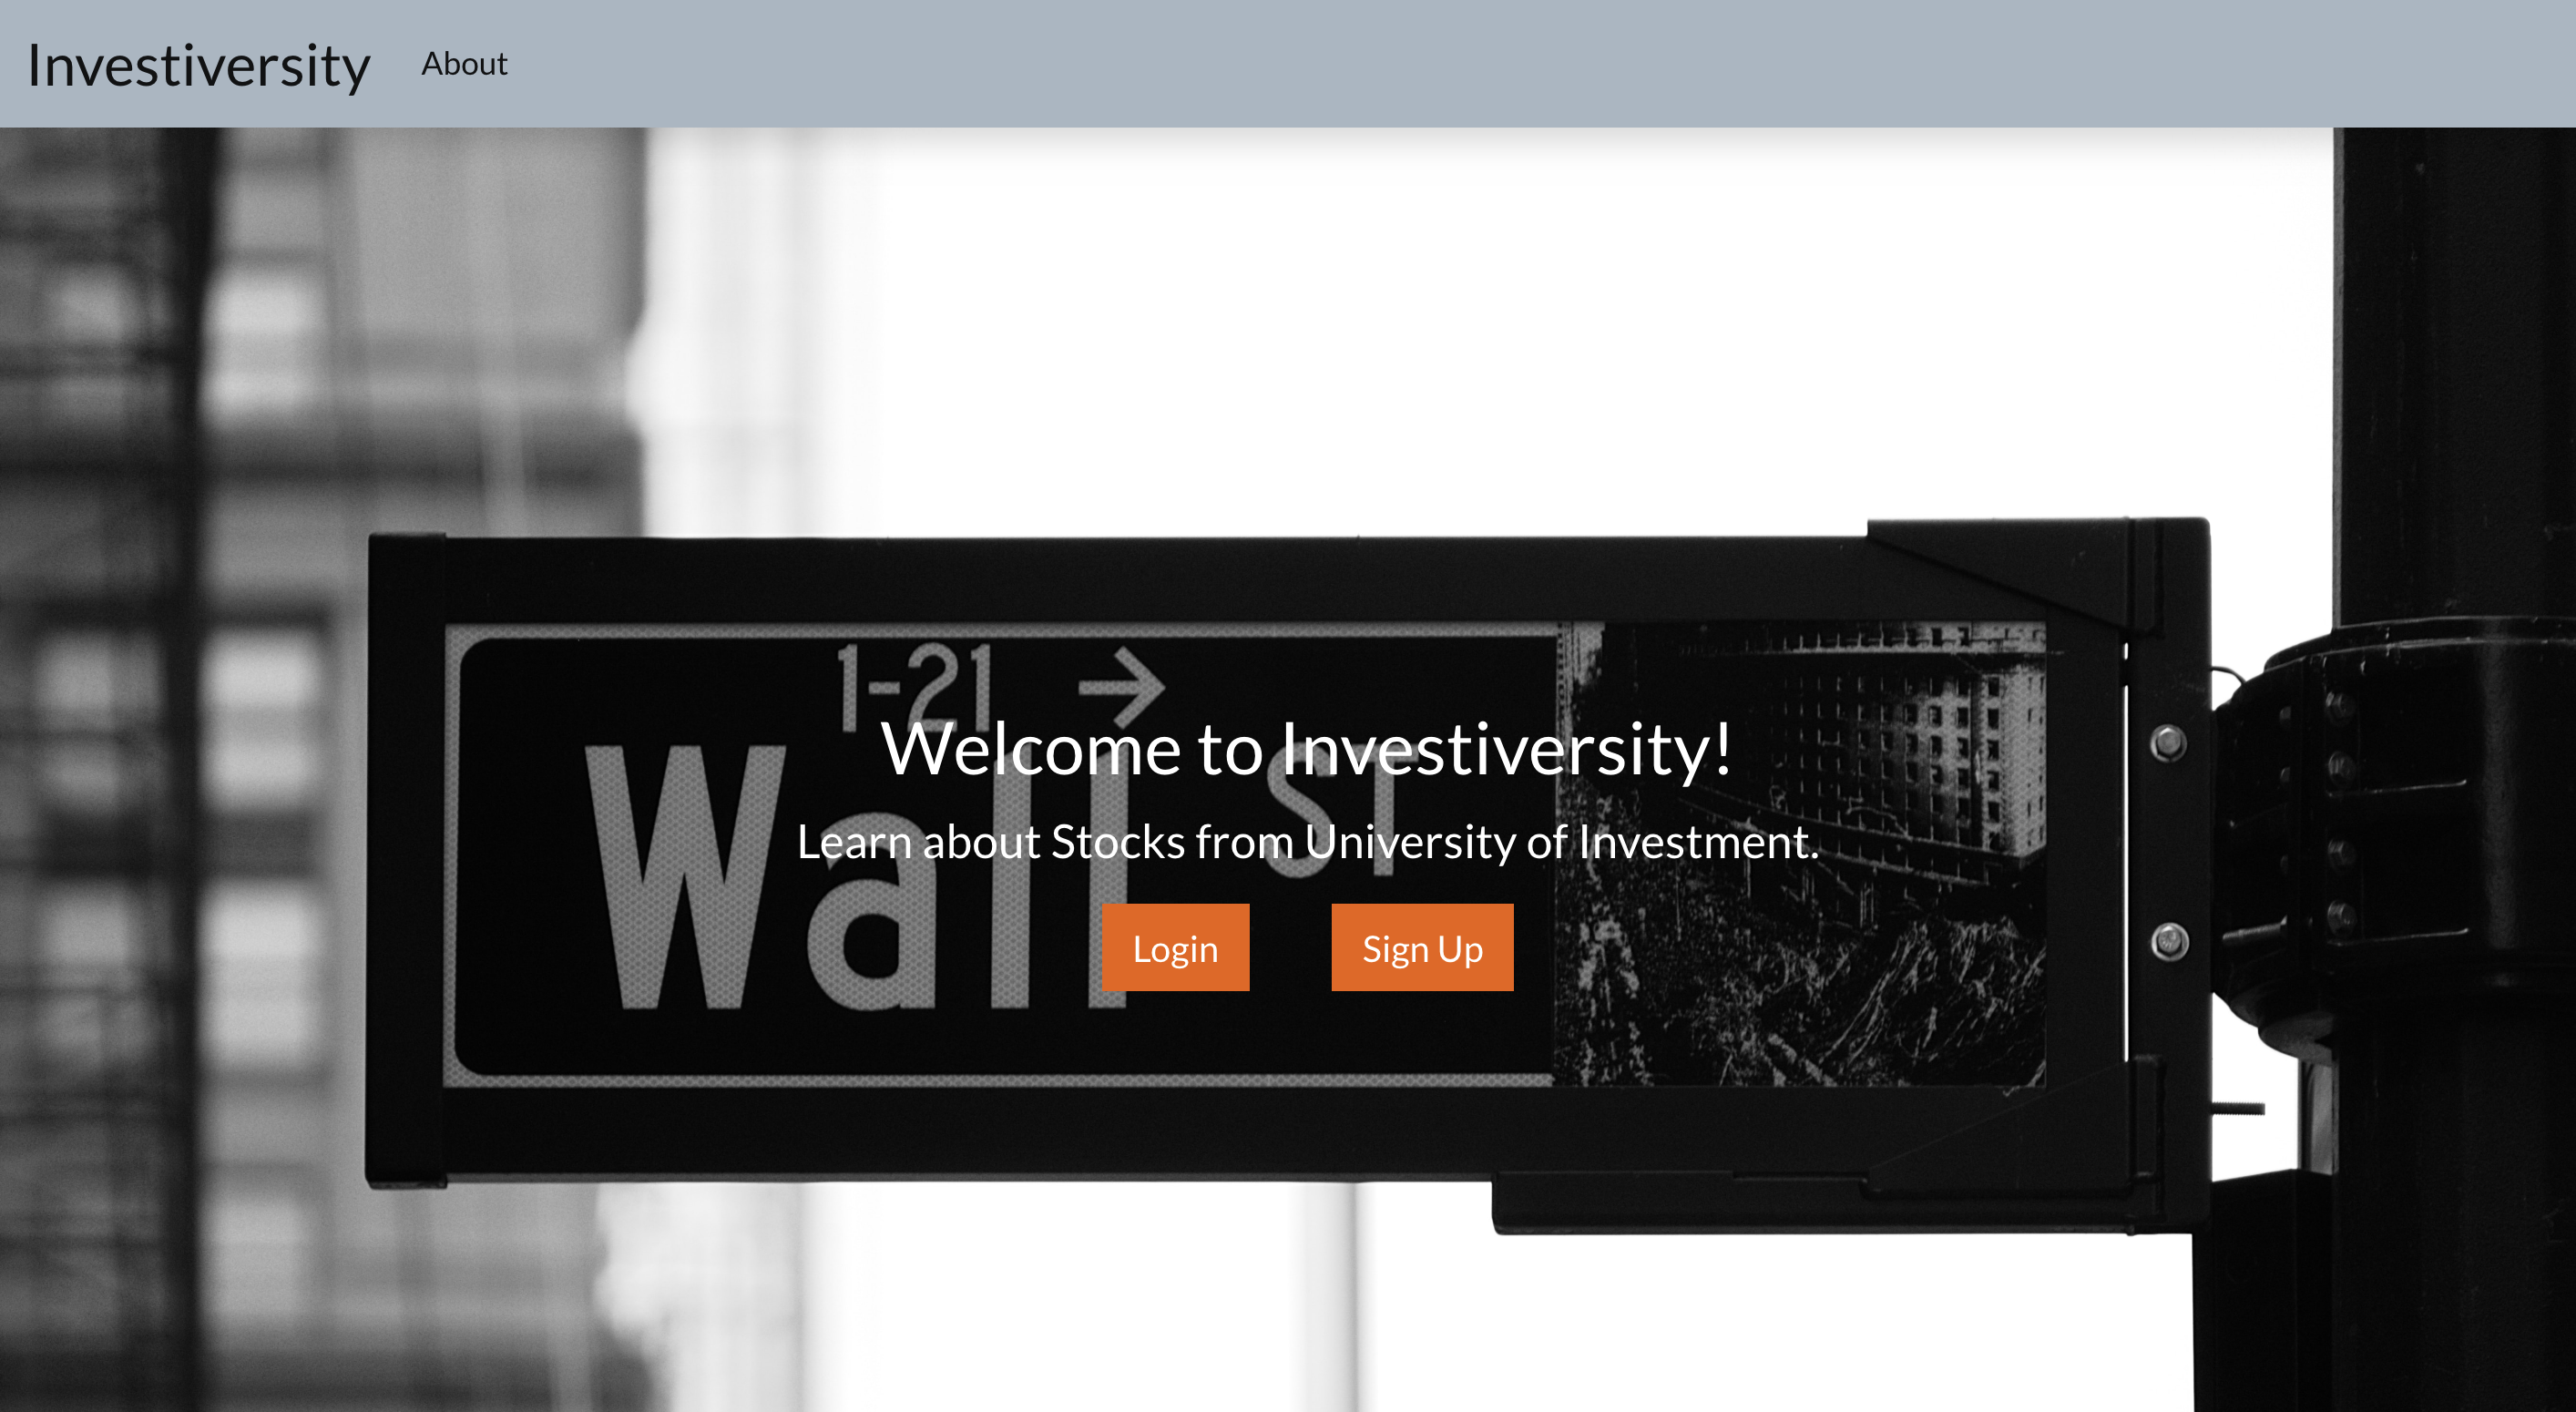 Investiversity About
1-21 →
Wall ST
Welcome to Investiversity!
Learn about Stocks from University of Investment.
Login Sign Up